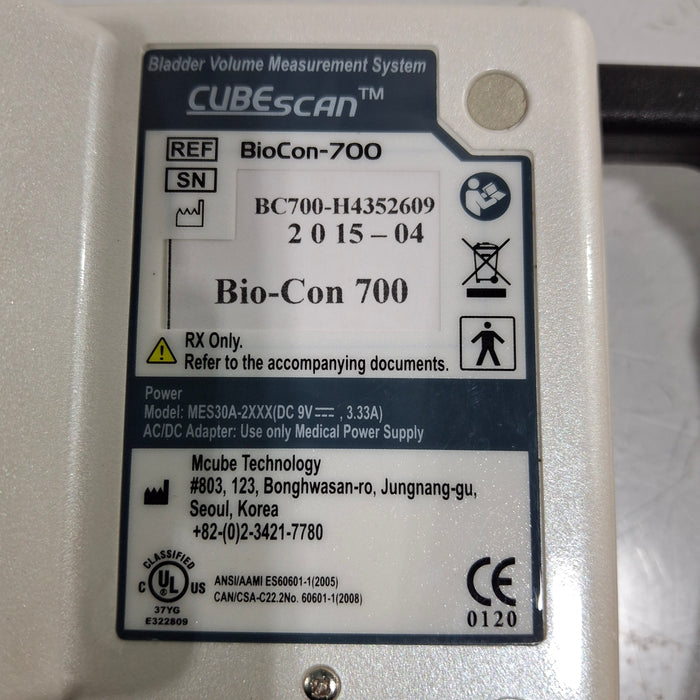 Bladder Volume Measurement System
CUBEscan™
REF BioCon-700
SN
BC700-H4352609
2015-04
Bio-Con 700
RX Only.
Refer to the accompanying documents.
Power
Model: MES30A-2XXX(DC 9V⎓, 3.33A)
AC/DC Adapter: Use only Medical Power Supply
Mcube Technology
#803, 123, Bonghwasan-ro, Jungnang-gu,
Seoul, Korea
+82-(0)2-3421-7780
CLASSIFIED
C UL US
®
ANSI/AAMI ES60601-1(2005)
CAN/CSA-C22.2No. 60601-1(2008)
37YG
E322809
CE
0120